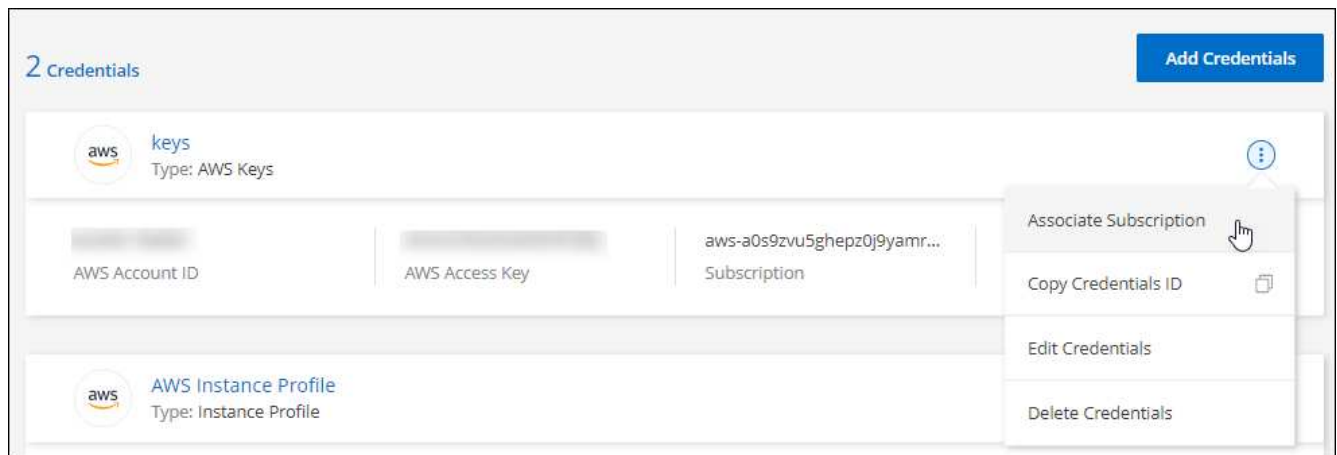 2 Credentials
Add Credentials
aws
keys
Type: AWS Keys
AWS Account ID
AWS Access Key
aws-a0s9zvu5ghepz0j9yamr...
Subscription
Associate Subscription
Copy Credentials ID
Edit Credentials
Delete Credentials
aws
AWS Instance Profile
Type: Instance Profile